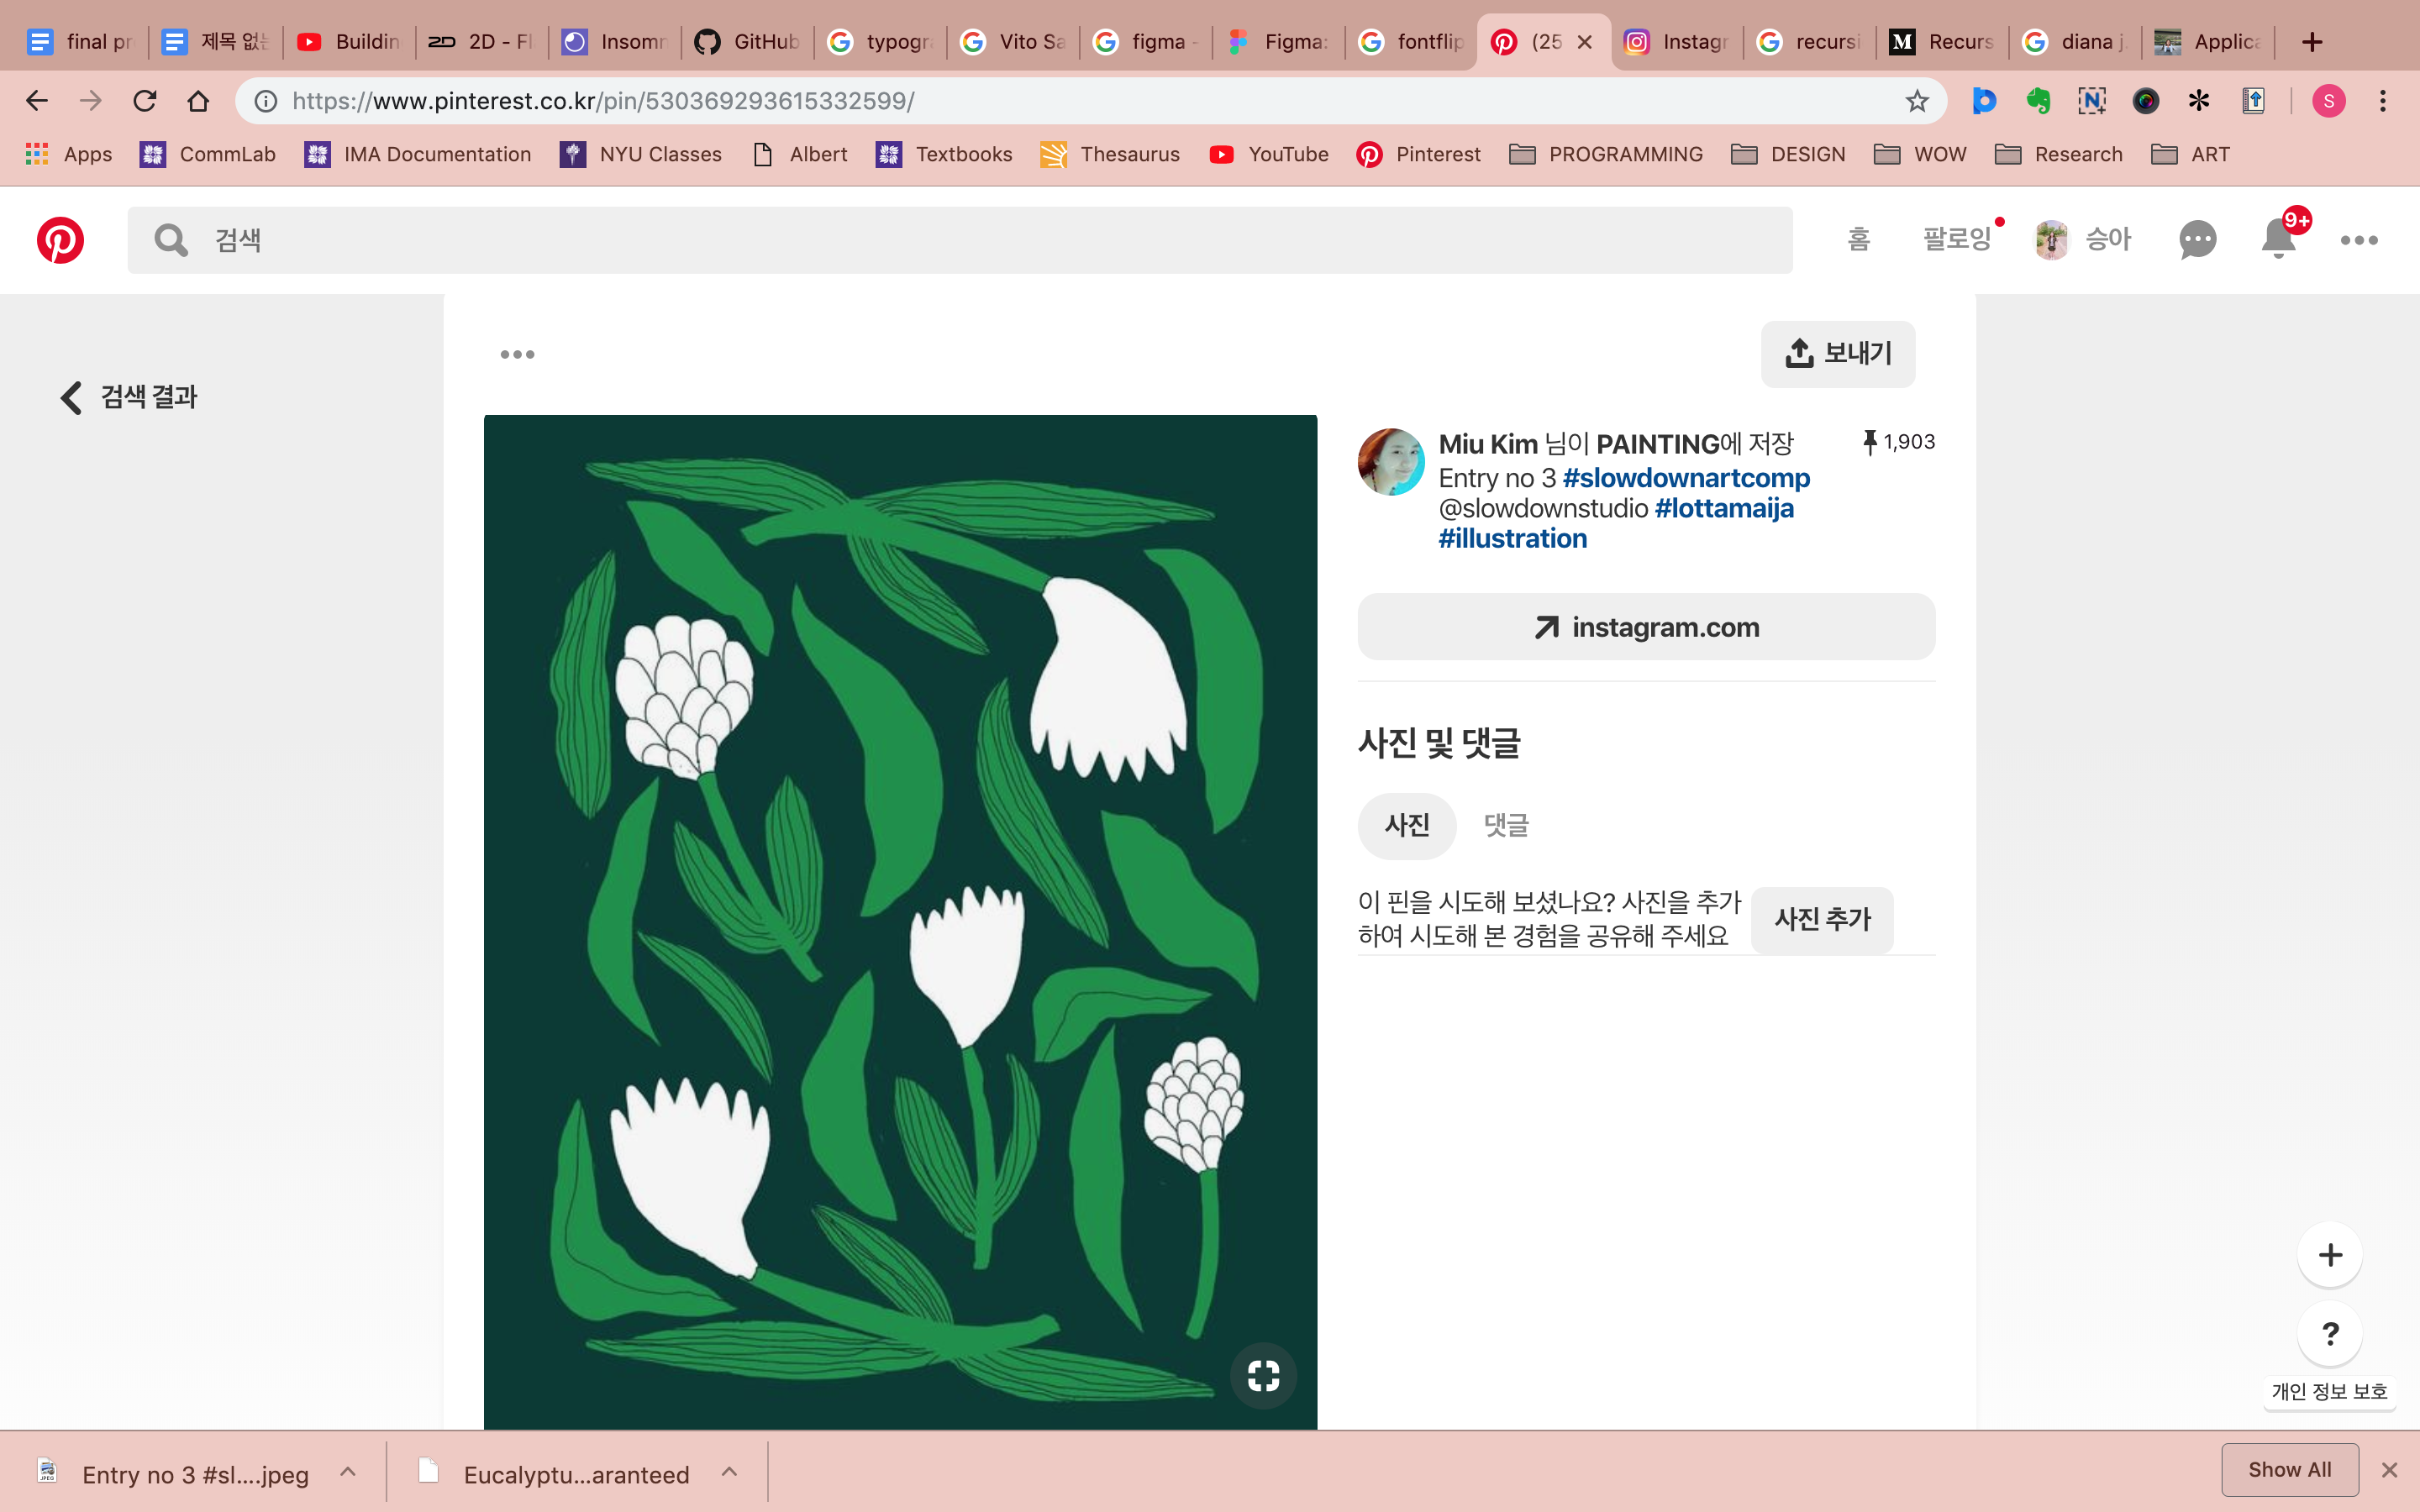 final pr
제목 없는
Buildin
2D - Fl
Insomn
GitHub
typogra
Vito Sa
figma -
Figma:
fontflip
(25
Instagr
recursi
Recurs
diana j
Applica
https://www.pinterest.co.kr/pin/530369293615332599/
S
Apps
CommLab
IMA Documentation
NYU Classes
Albert
Textbooks
Thesaurus
YouTube
Pinterest
PROGRAMMING
DESIGN
WOW
Research
ART
검색
홈
팔로잉
승아
9+
검색 결과
보내기
Miu Kim 님이 PAINTING에 저장
1,903
Entry no 3 #slowdownartcomp
@slowdownstudio #lottamaija
#illustration
instagram.com
사진 및 댓글
사진
댓글
이 핀을 시도해 보셨나요? 사진을 추가
하여 시도해 본 경험을 공유해 주세요
사진 추가
?
개인 정보 보호
JPEG
Entry no 3 #sl....jpeg
Eucalyptu...aranteed
Show All